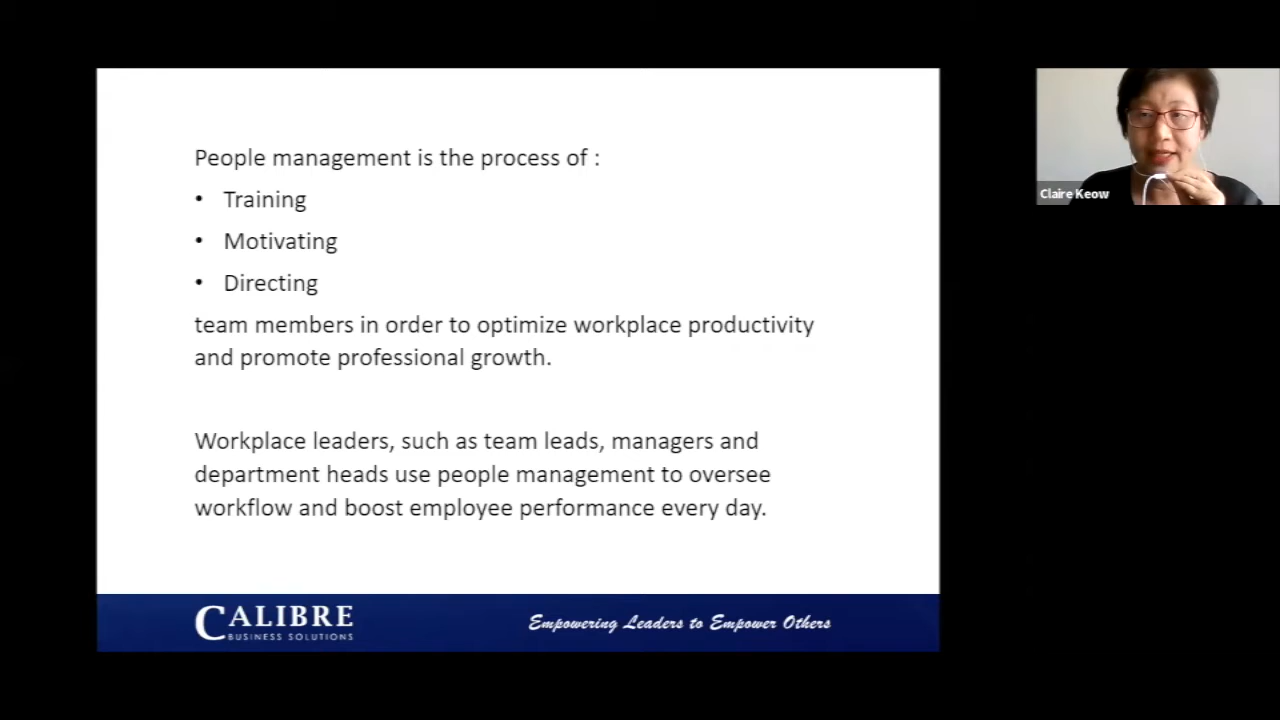 People management is the process of :
• Training
• Motivating
• Directing
team members in order to optimize workplace productivity
and promote professional growth.
Workplace leaders, such as team leads, managers and
department heads use people management to oversee
workflow and boost employee performance every day.
CALIBRE
BUSINESS SOLUTIONS
Empowering Leaders to Empower Others
Claire Keow